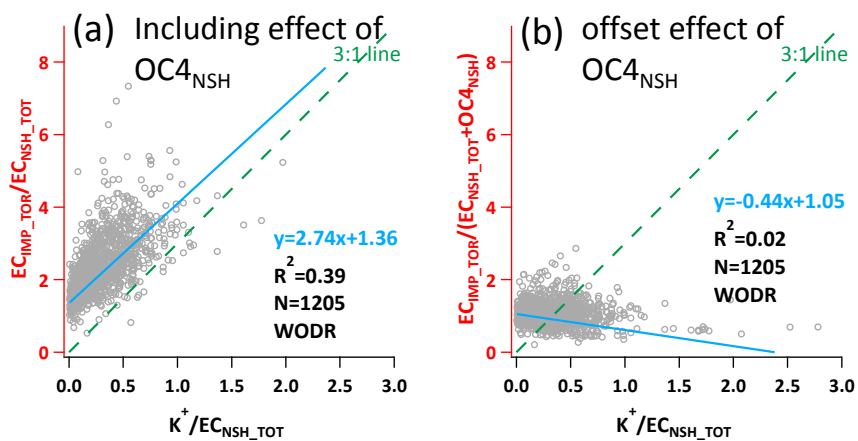 (a) Including effect of
OC4NSH
3:1 line
8
6
4
2
0
ECIMP_TOR/ECNSH_TOT
y=2.74x+1.36
R2=0.39
N=1205
WODR
0.0 0.5 1.0 1.5 2.0 2.5 3.0
K+/ECNSH_TOT
(b) offset effect of
OC4NSH
3:1 line
8
6
4
2
0
ECIMP_TOR/(ECNSH_TOT+OC4NSH)
y=-0.44x+1.05
R2=0.02
N=1205
WODR
0.0 0.5 1.0 1.5 2.0 2.5 3.0
K+/ECNSH_TOT